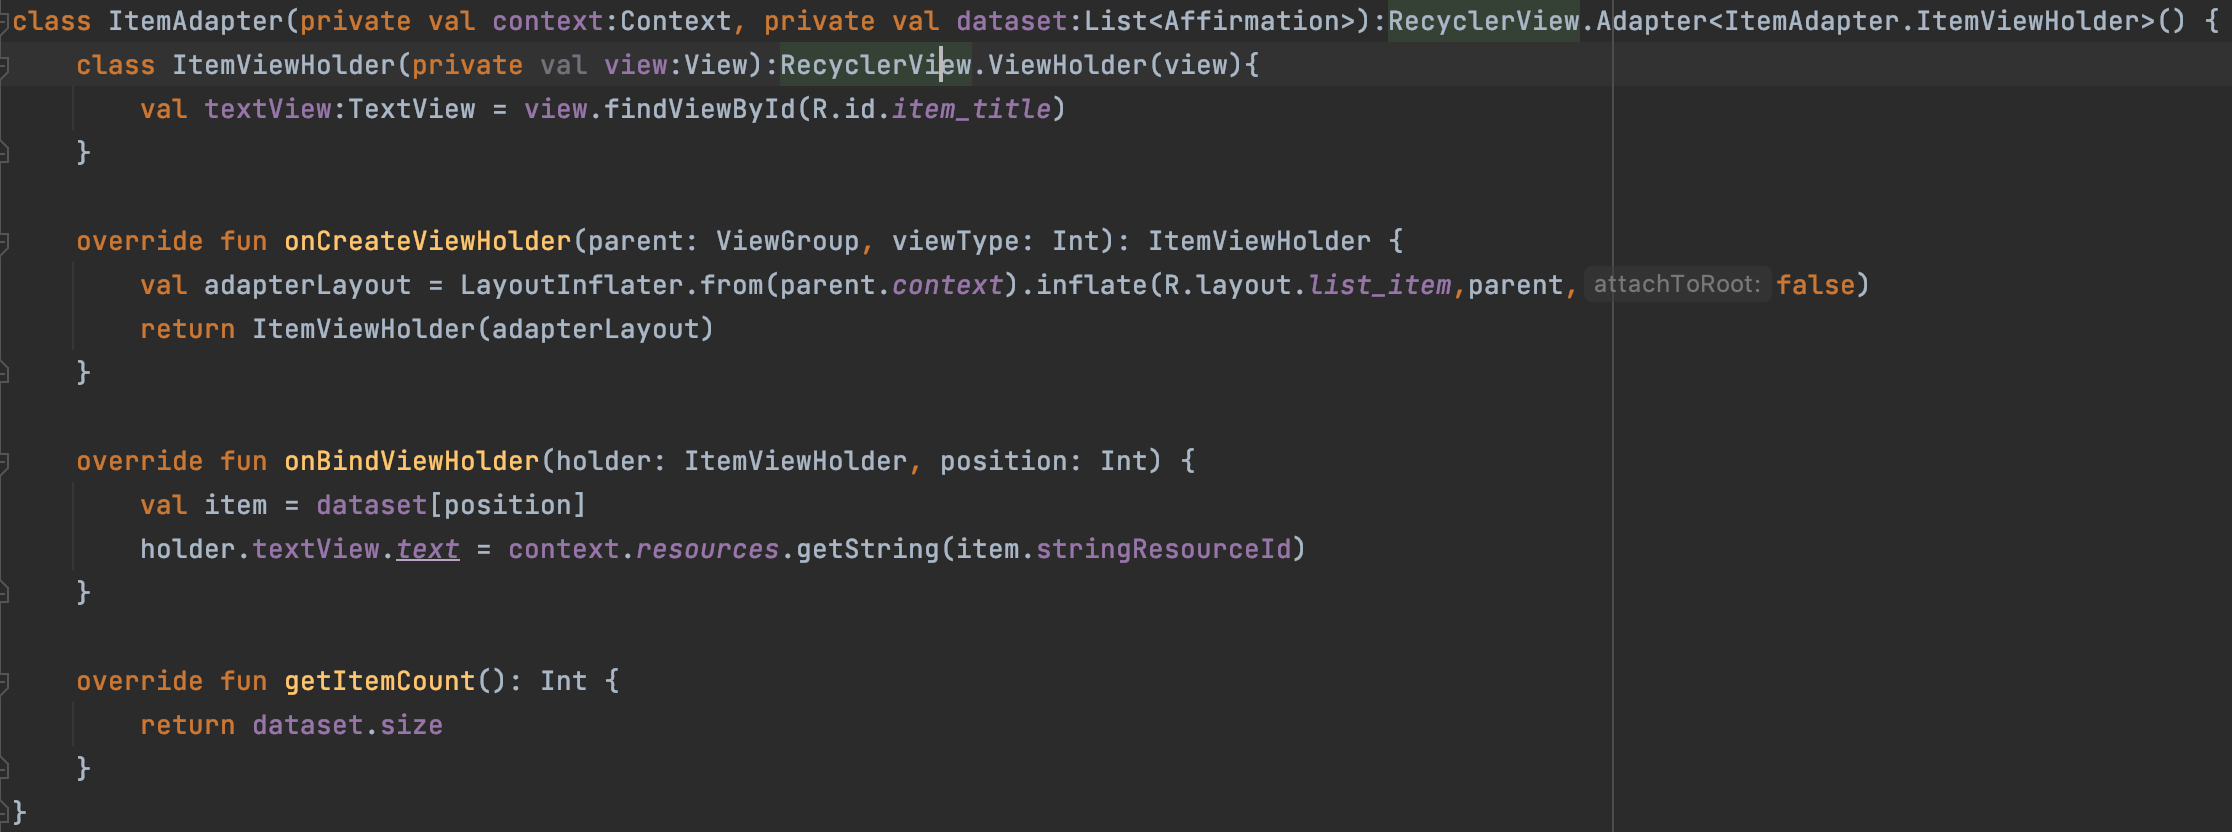 class ItemAdapter(private val context:Context, private val dataset:List<Affirmation>):RecyclerView.Adapter<ItemAdapter.ItemViewHolder>() {
    class ItemViewHolder(private val view:View):RecyclerView.ViewHolder(view){
        val textView:TextView = view.findViewById(R.id.item_title)
    }

    override fun onCreateViewHolder(parent: ViewGroup, viewType: Int): ItemViewHolder {
        val adapterLayout = LayoutInflater.from(parent.context).inflate(R.layout.list_item,parent, attachToRoot: false)
        return ItemViewHolder(adapterLayout)
    }

    override fun onBindViewHolder(holder: ItemViewHolder, position: Int) {
        val item = dataset[position]
        holder.textView.text = context.resources.getString(item.stringResourceId)
    }

    override fun getItemCount(): Int {
        return dataset.size
    }
}